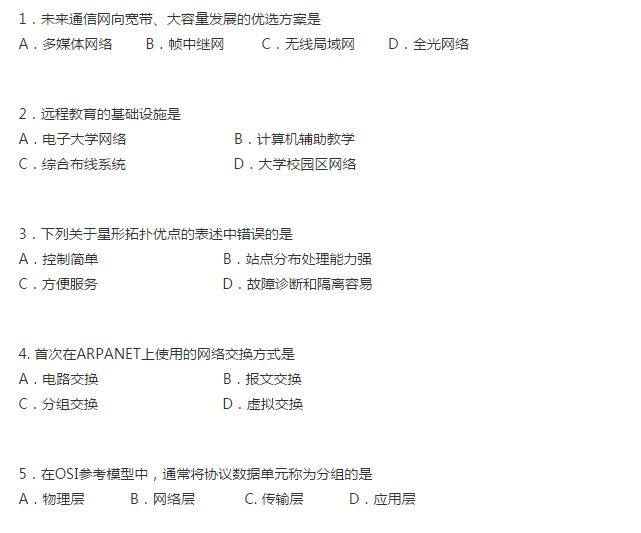 1．未来通信网向宽带、大容量发展的优选方案是
A．多媒体网络 B．帧中继网 C．无线局域网 D．全光网络
2．远程教育的基础设施是
A．电子大学网络 B．计算机辅助教学
C．综合布线系统 D．大学校园区网络
3．下列关于星形拓扑优点的表述中错误的是
A．控制简单 B．站点分布处理能力强
C．方便服务 D．故障诊断和隔离容易
4. 首次在ARPANET上使用的网络交换方式是
A．电路交换 B．报文交换
C．分组交换 D．虚拟交换
5．在OSI参考模型中，通常将协议数据单元称为分组的是
A．物理层 B．网络层 C. 传输层 D．应用层